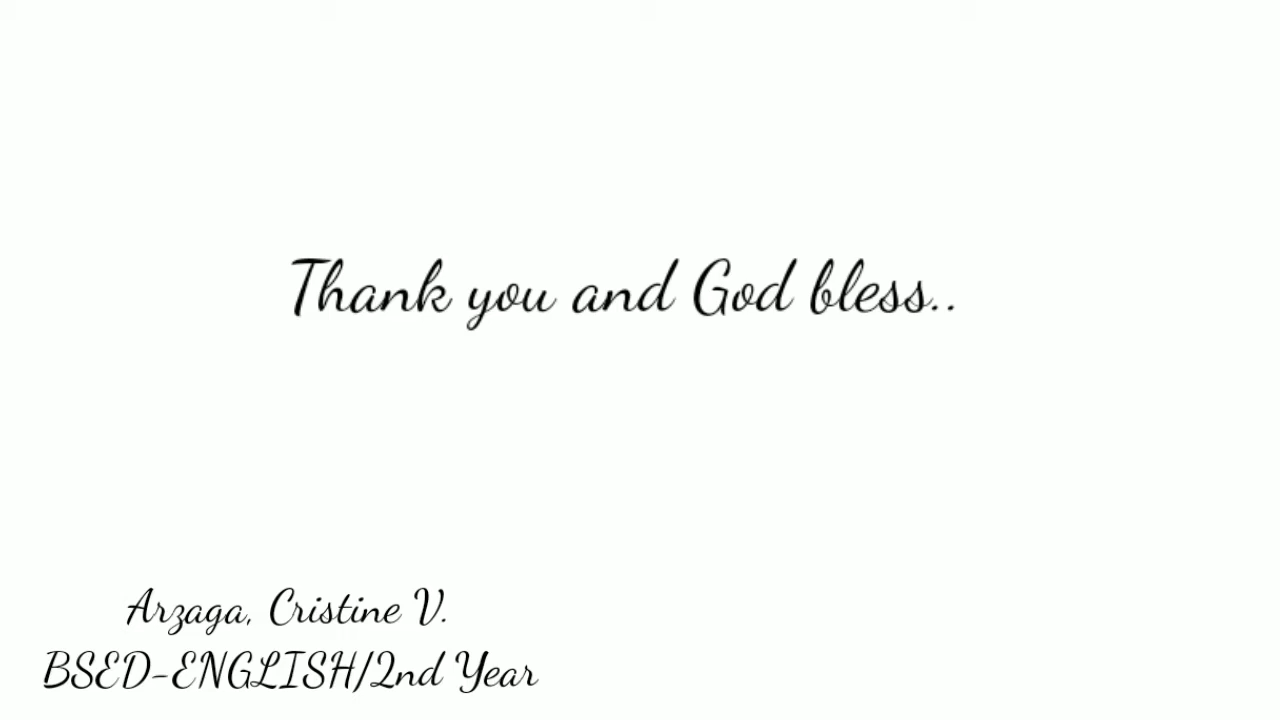 Thank you and God bless..
Arzaga, Cristine V.
BSED-ENGLISH/2nd Year